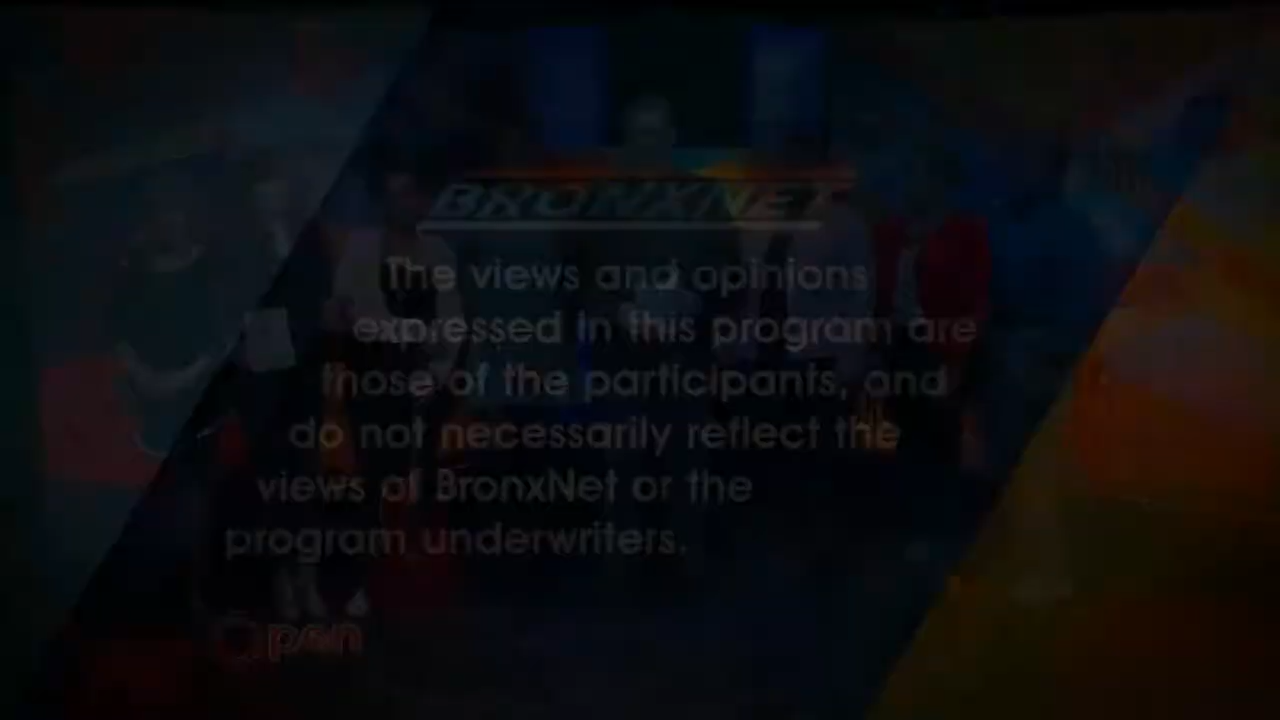 BRONXNET
The views and opinions
expressed in this program are
those of the participants, and
do not necessarily reflect the
views of BronxNet or the
program underwriters.
Open